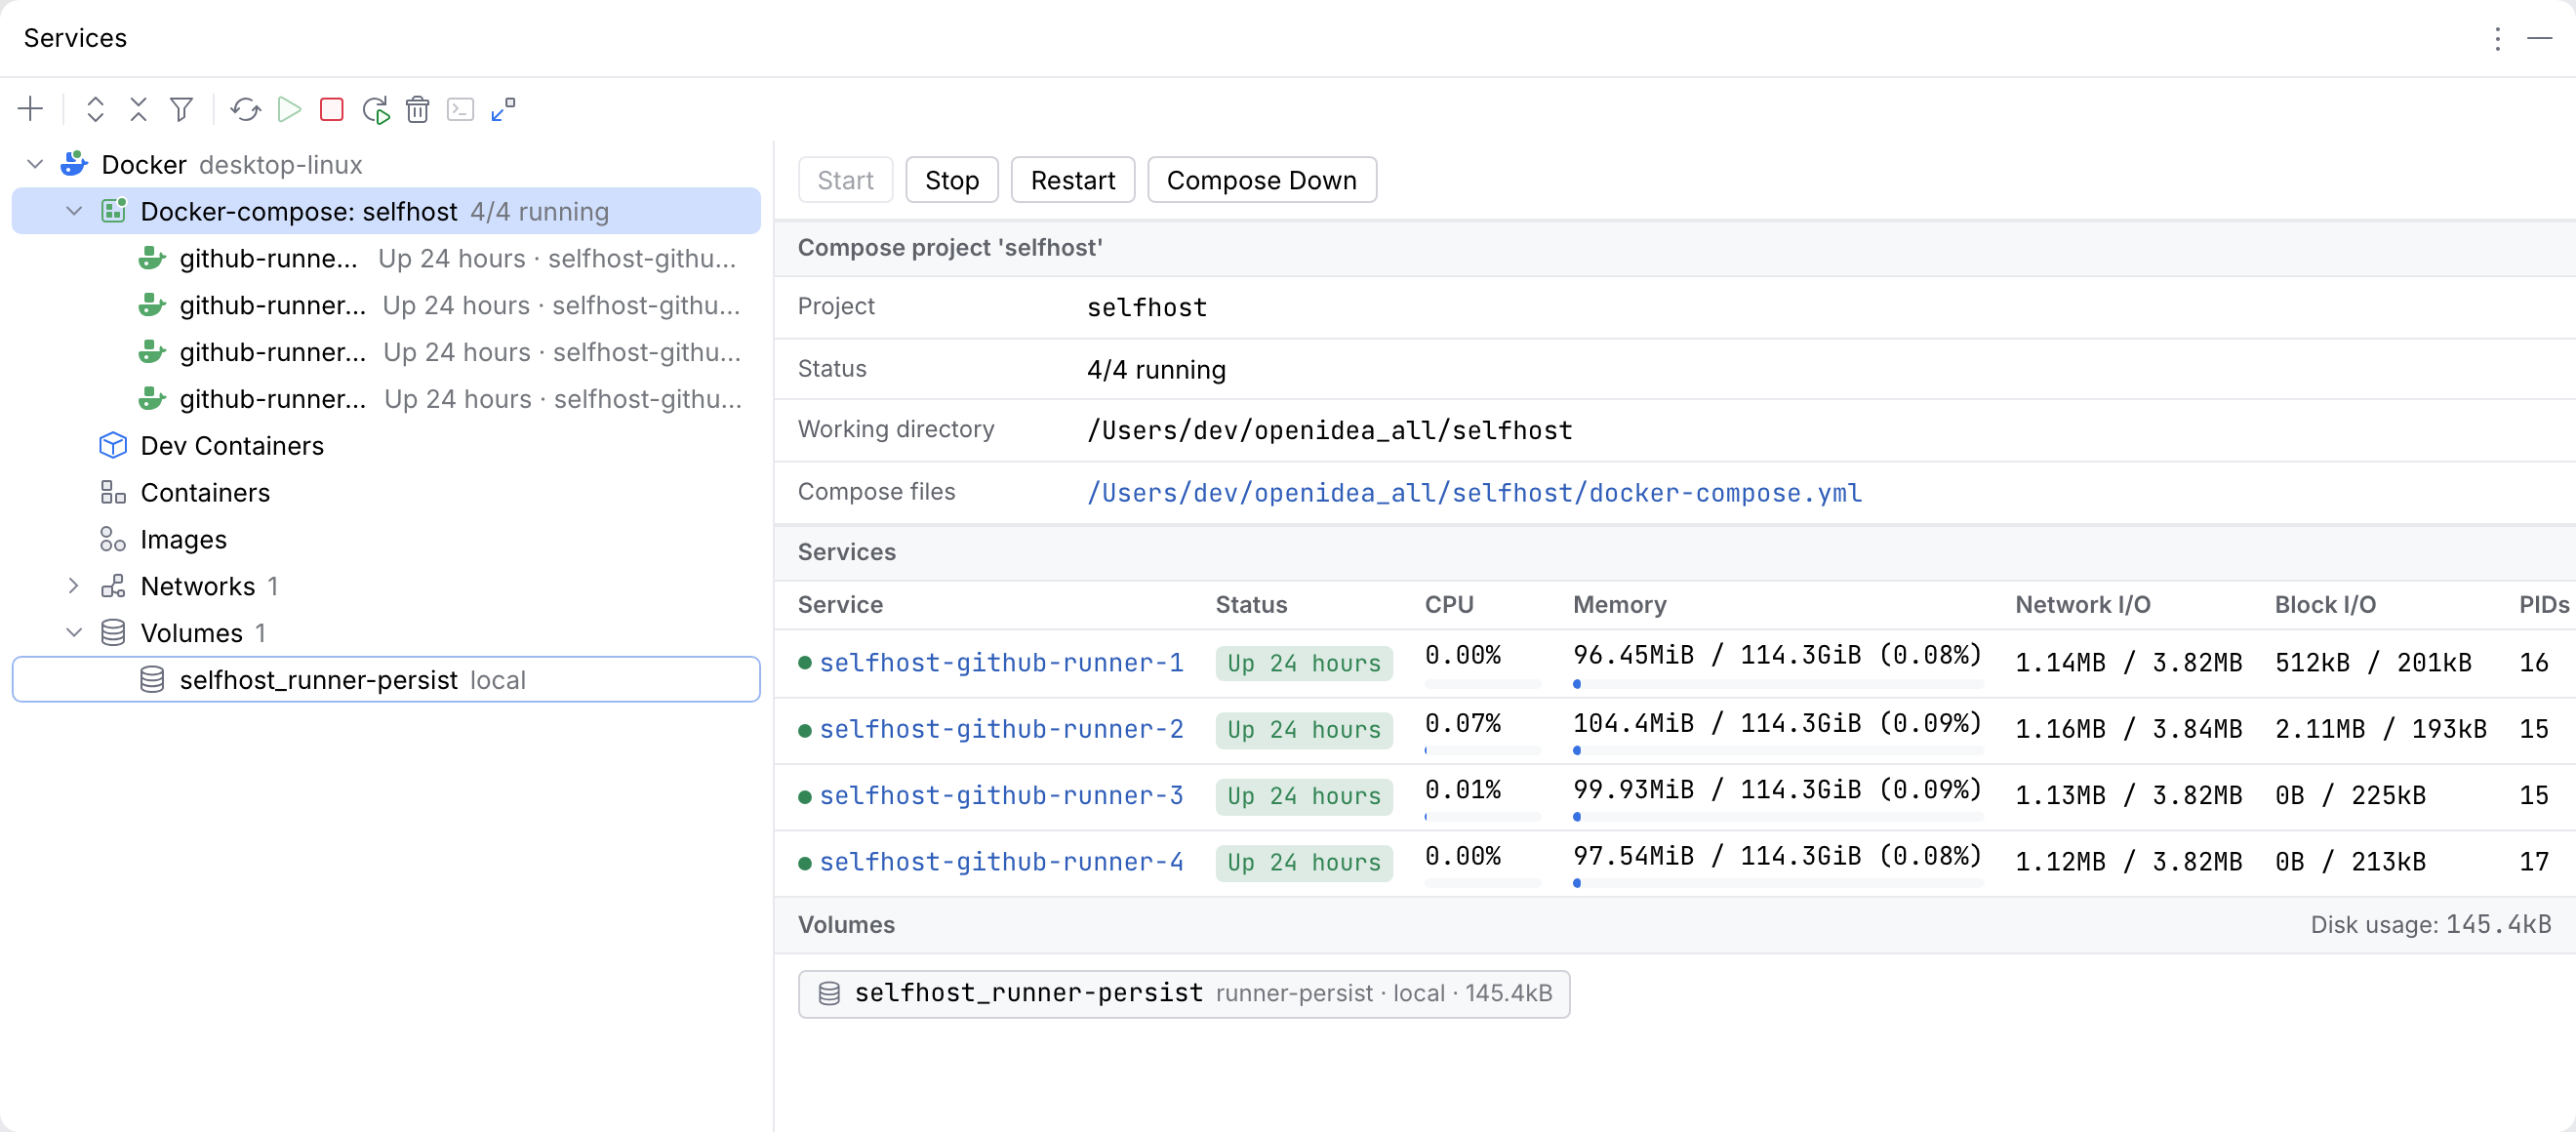 Services
Docker desktop-linux
Docker-compose: selfhost 4/4 running
github-runne... Up 24 hours · selfhost-githu...
github-runner... Up 24 hours · selfhost-githu...
github-runner... Up 24 hours · selfhost-githu...
github-runner... Up 24 hours · selfhost-githu...
Dev Containers
Containers
Images
Networks 1
Volumes 1
selfhost_runner-persist local
Start Stop Restart Compose Down
Compose project 'selfhost'
Project selfhost
Status 4/4 running
Working directory /Users/dev/openidea_all/selfhost
Compose files /Users/dev/openidea_all/selfhost/docker-compose.yml
Services
Service Status CPU Memory Network I/O Block I/O PIDs
selfhost-github-runner-1 Up 24 hours 0.00% 96.45MiB / 114.3GiB (0.08%) 1.14MB / 3.82MB 512kB / 201kB 16
selfhost-github-runner-2 Up 24 hours 0.07% 104.4MiB / 114.3GiB (0.09%) 1.16MB / 3.84MB 2.11MB / 193kB 15
selfhost-github-runner-3 Up 24 hours 0.01% 99.93MiB / 114.3GiB (0.09%) 1.13MB / 3.82MB 0B / 225kB 15
selfhost-github-runner-4 Up 24 hours 0.00% 97.54MiB / 114.3GiB (0.08%) 1.12MB / 3.82MB 0B / 213kB 17
Volumes Disk usage: 145.4kB
selfhost_runner-persist runner-persist · local · 145.4kB